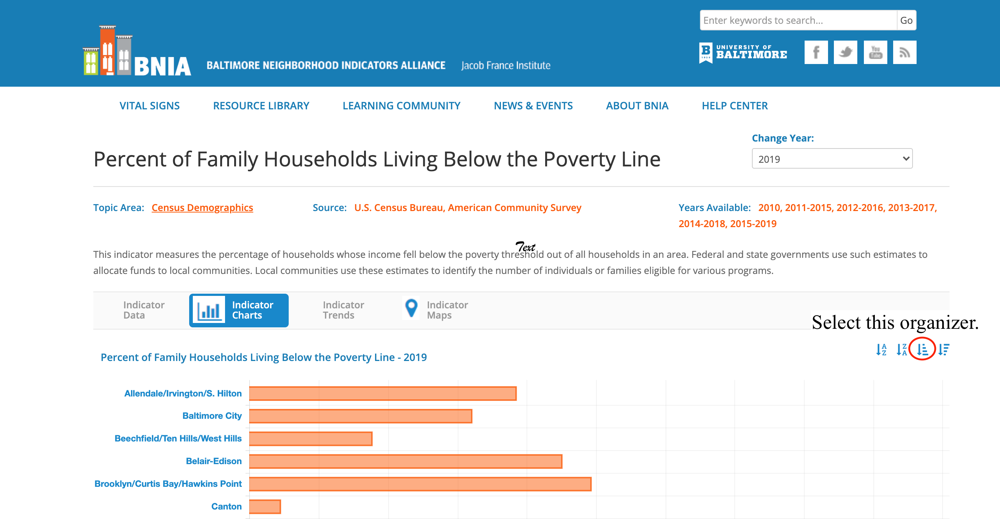 Enter keywords to search... Go
B 1925 UNIVERSITY OF
BALTIMORE
f You Tube
BNIA BALTIMORE NEIGHBORHOOD INDICATORS ALLIANCE Jacob France Institute
VITAL SIGNS RESOURCE LIBRARY LEARNING COMMUNITY NEWS & EVENTS ABOUT BNIA HELP CENTER
Change Year:
Percent of Family Households Living Below the Poverty Line
2019
Topic Area: Census Demographics Source: U.S. Census Bureau, American Community Survey Years Available: 2010, 2011-2015, 2012-2016, 2013-2017,
2014-2018, 2015-2019
Text
This indicator measures the percentage of households whose income fell below the poverty threshold out of all households in an area. Federal and state governments use such estimates to
allocate funds to local communities. Local communities use these estimates to identify the number of individuals or families eligible for various programs.
Indicator
Data
Indicator
Charts
Indicator
Trends
Indicator
Maps
Select this organizer.
A Z Z A
Percent of Family Households Living Below the Poverty Line - 2019
Allendale/Irvington/S. Hilton
Baltimore City
Beechfield/Ten Hills/West Hills
Belair-Edison
Brooklyn/Curtis Bay/Hawkins Point
Canton